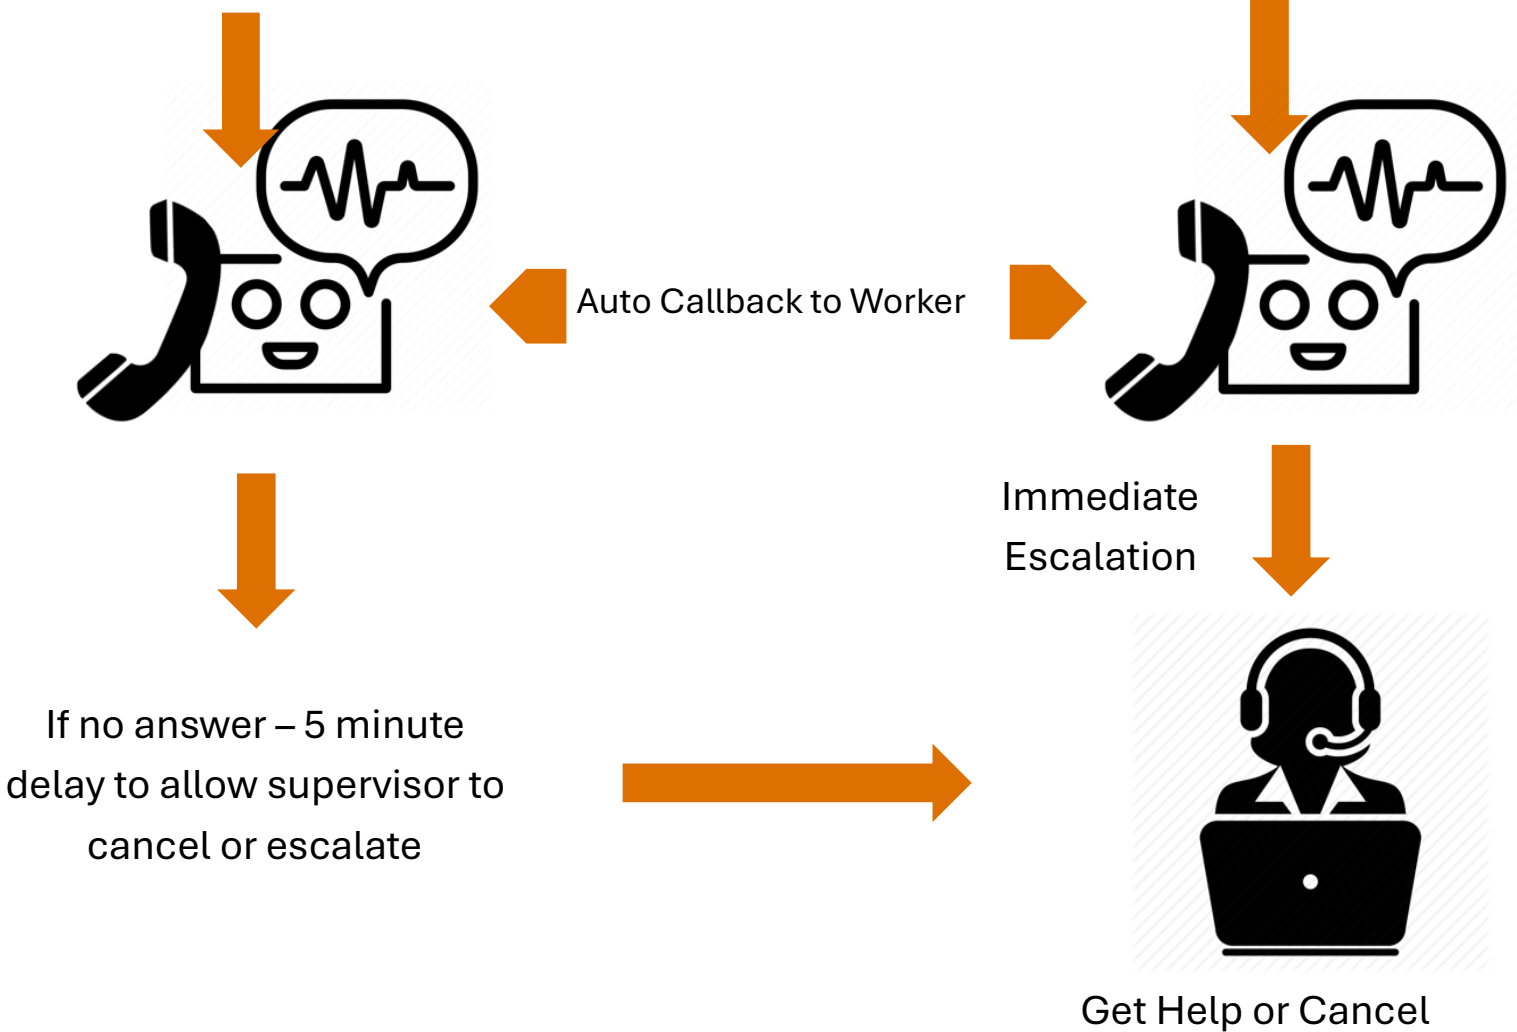 Auto Callback to Worker
Immediate
Escalation
If no answer – 5 minute
delay to allow supervisor to
cancel or escalate
Get Help or Cancel